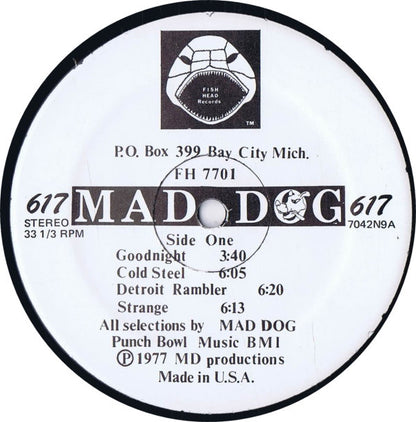 FISH
HEAD
Records
TM
P.O. Box 399 Bay City Mich.
FH 7701
617 MAD DOG 617
STEREO 7042N9A
33 1/3 RPM
Side One
Goodnight 3:40
Cold Steel 6:05
Detroit Rambler 6:20
Strange 6:13
All selections by MAD DOG
Punch Bowl Music BMI
Ⓟ 1977 MD productions
Made in U.S.A.